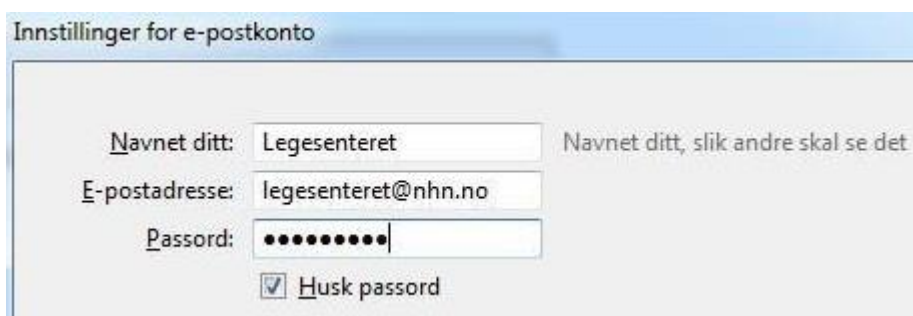 Innstillinger for e-postkonto
Navnet ditt: Legesenteret Navnet ditt, slik andre skal se det
E-postadresse: legesenteret@nhn.no
Passord: •••••••••
Husk passord